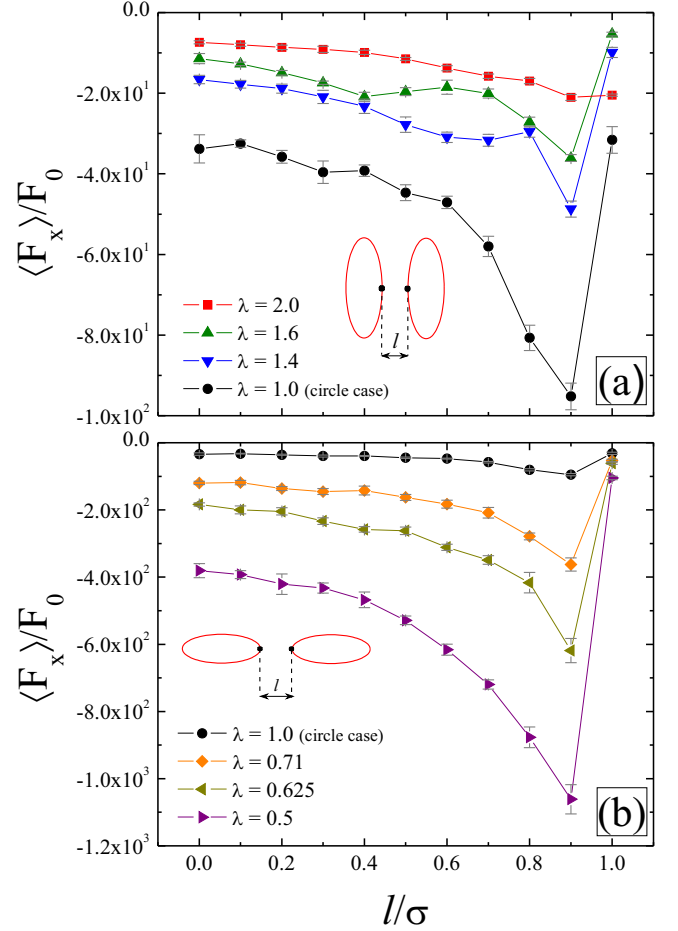 0.0
-2.0x10¹
-4.0x10¹
-6.0x10¹
-8.0x10¹
-1.0x10²
⟨F_x⟩/F_0
l
λ = 2.0
λ = 1.6
λ = 1.4
λ = 1.0 (circle case)
(a)
0.0
-2.0x10²
-4.0x10²
-6.0x10²
-8.0x10²
-1.0x10³
-1.2x10³
⟨F_x⟩/F_0
l
λ = 1.0 (circle case)
λ = 0.71
λ = 0.625
λ = 0.5
(b)
0.0 0.2 0.4 0.6 0.8 1.0
l/σ